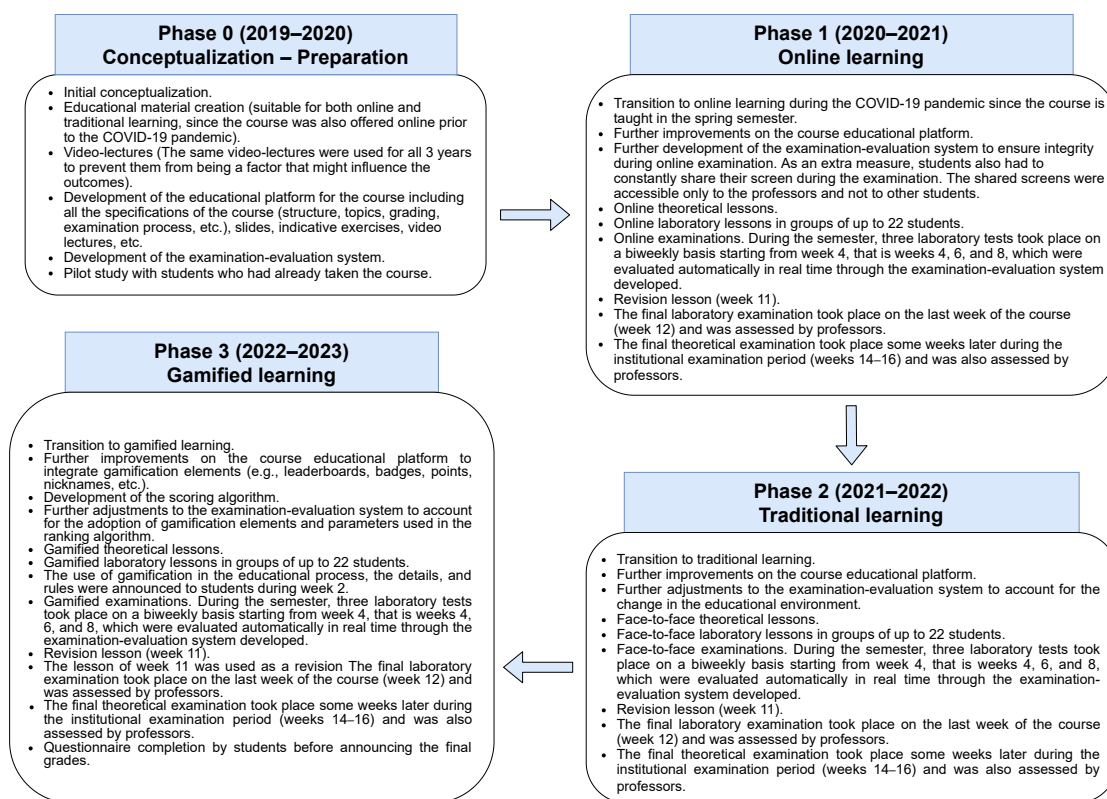 Phase 0 (2019–2020)
Conceptualization – Preparation
• Initial conceptualization.
• Educational material creation (suitable for both online and
traditional learning, since the course was also offered online prior
to the COVID-19 pandemic).
• Video-lectures (The same video-lectures were used for all 3 years
to prevent them from being a factor that might influence the
outcomes).
• Development of the educational platform for the course including
all the specifications of the course (structure, topics, grading,
examination process, etc.), slides, indicative exercises, video
lectures, etc.
• Development of the examination-evaluation system.
• Pilot study with students who had already taken the course.
Phase 1 (2020–2021)
Online learning
• Transition to online learning during the COVID-19 pandemic since the course is
taught in the spring semester.
• Further improvements on the course educational platform.
• Further development of the examination-evaluation system to ensure integrity
during online examination. As an extra measure, students also had to
constantly share their screen during the examination. The shared screens were
accessible only to the professors and not to other students.
• Online theoretical lessons.
• Online laboratory lessons in groups of up to 22 students.
• Online examinations. During the semester, three laboratory tests took place on
a biweekly basis starting from week 4, that is weeks 4, 6, and 8, which were
evaluated automatically in real time through the examination-evaluation system
developed.
• Revision lesson (week 11).
• The final laboratory examination took place on the last week of the course
(week 12) and was assessed by professors.
• The final theoretical examination took place some weeks later during the
institutional examination period (weeks 14–16) and was also assessed by
professors.
Phase 2 (2021–2022)
Traditional learning
• Transition to traditional learning.
• Further improvements on the course educational platform.
• Further adjustments to the examination-evaluation system to account for the
change in the educational environment.
• Face-to-face theoretical lessons.
• Face-to-face laboratory lessons in groups of up to 22 students.
• Face-to-face examinations. During the semester, three laboratory tests took
place on a biweekly basis starting from week 4, that is weeks 4, 6, and 8,
which were evaluated automatically in real time through the examination-
evaluation system developed.
• Revision lesson (week 11).
• The final laboratory examination took place on the last week of the course
(week 12) and was assessed by professors.
• The final theoretical examination took place some weeks later during the
institutional examination period (weeks 14–16) and was also assessed by
professors.
Phase 3 (2022–2023)
Gamified learning
• Transition to gamified learning.
• Further improvements on the course educational platform to
integrate gamification elements (e.g., leaderboards, badges, points,
nicknames, etc.).
• Development of the scoring algorithm.
• Further adjustments to the examination-evaluation system to account
for the adoption of gamification elements and parameters used in the
ranking algorithm.
• Gamified theoretical lessons.
• Gamified laboratory lessons in groups of up to 22 students.
• The use of gamification in the educational process, the details, and
rules were announced to students during week 2.
• Gamified examinations. During the semester, three laboratory tests
took place on a biweekly basis starting from week 4, that is weeks 4,
6, and 8, which were evaluated automatically in real time through the
examination-evaluation system developed.
• Revision lesson (week 11).
• The lesson of week 11 was used as a revision The final laboratory
examination took place on the last week of the course (week 12) and
was assessed by professors.
• The final theoretical examination took place some weeks later during
the institutional examination period (weeks 14–16) and was also
assessed by professors.
• Questionnaire completion by students before announcing the final
grades.